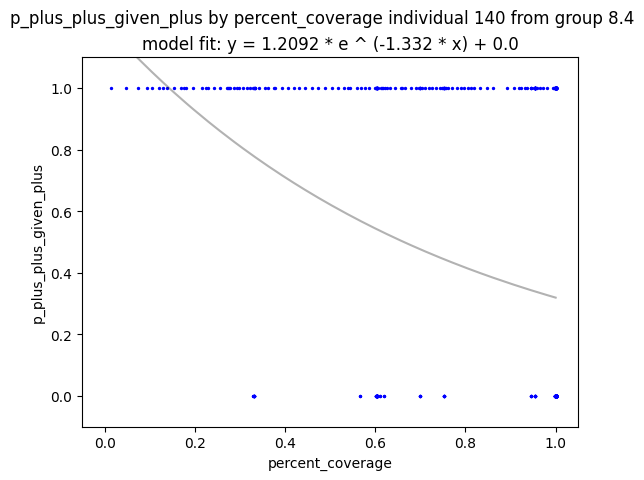 p_plus_plus_given_plus by percent_coverage individual 140 from group 8.4
model fit: y = 1.2092 * e ^ (-1.332 * x) + 0.0
1.0
0.8
0.6
0.4
0.2
0.0
p_plus_plus_given_plus
0.0 0.2 0.4 0.6 0.8 1.0
percent_coverage